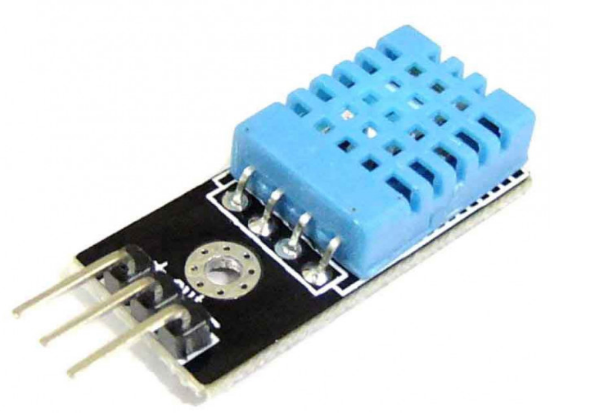 + out -